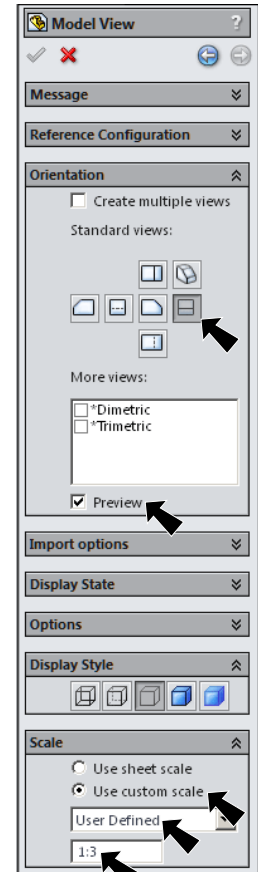 Model View ?
Message
Reference Configuration
Orientation
Create multiple views
Standard views:
More views:
*Dimetric
*Trimetric
Preview
Import options
Display State
Options
Display Style
Scale
Use sheet scale
Use custom scale
User Defined
1:3